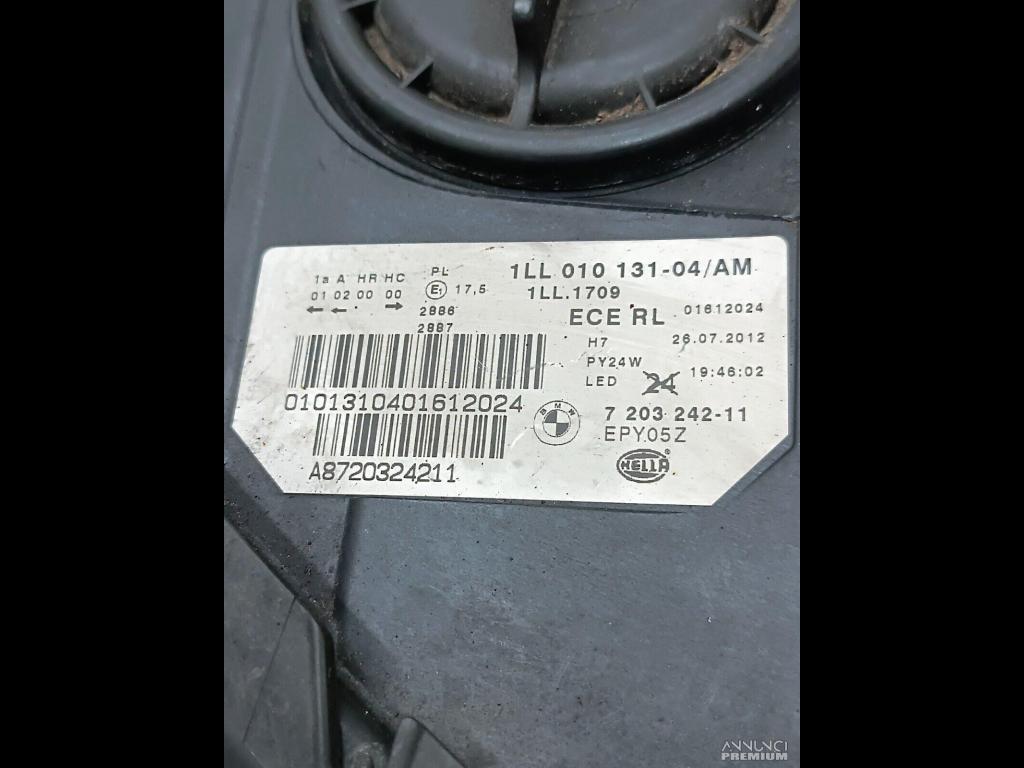 1a A HR HC PL 1LL 010 131-04/AM
01 02 00 00 E1 17,5 1LL.1709
← ← → ECE RL 01612024
2886
2887
H7 26.07.2012
PY24W
LED 24 19:46:02
0101310401612024
BMW 7 203 242-11
EPY05Z
A8720324211
HELLA
ANNUNCI
PREMIUM